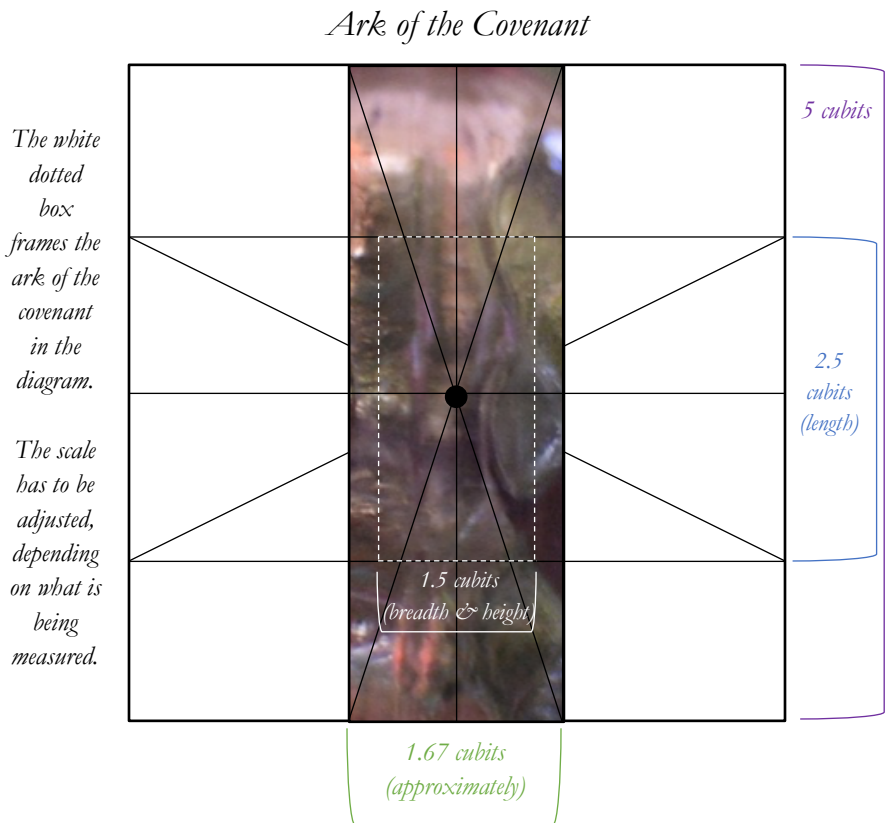 Ark of the Covenant
The white
dotted
box
frames the
ark of the
covenant
in the
diagram.
The scale
has to be
adjusted,
depending
on what is
being
measured.
5 cubits
2.5
cubits
(length)
1.5 cubits
(breadth & height)
1.67 cubits
(approximately)